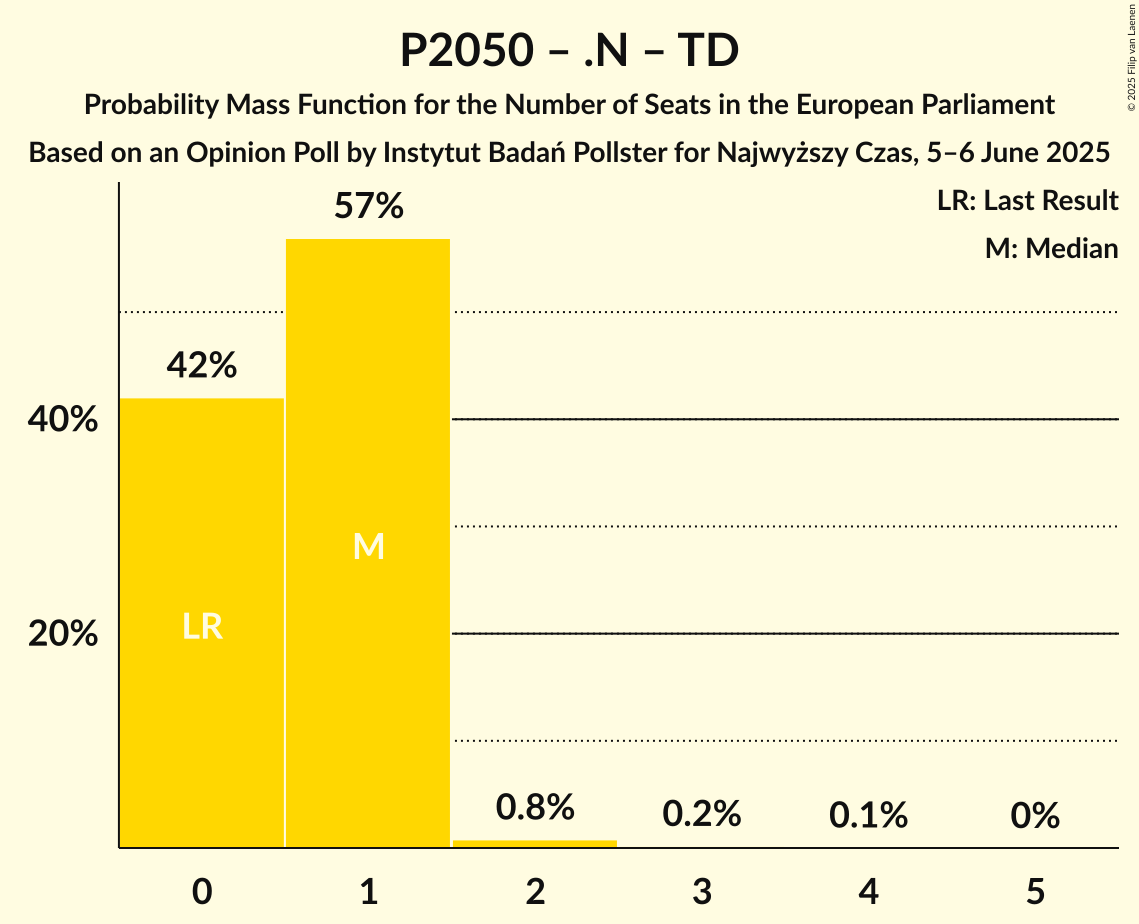 P2050 – .N – TD
Probability Mass Function for the Number of Seats in the European Parliament
Based on an Opinion Poll by Instytut Badań Pollster for Najwyższy Czas, 5–6 June 2025
© 2025 Filip van Laenen
LR: Last Result
M: Median
57%
42%
40%
M
LR
20%
0.8%
0.2%
0.1%
0%
0 1 2 3 4 5